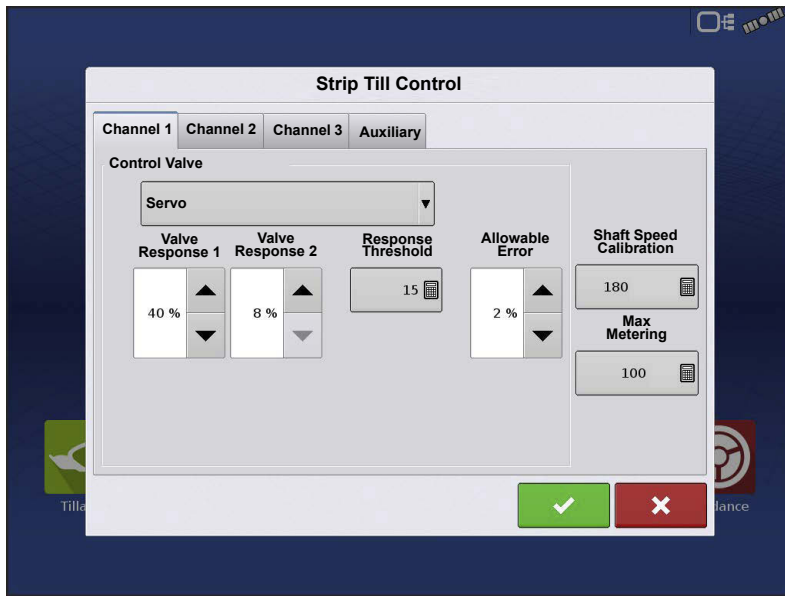 Strip Till Control
Channel 1 Channel 2 Channel 3 Auxiliary
Control Valve
Servo
Valve Response 1
Valve Response 2
Response Threshold
Allowable Error
Shaft Speed Calibration
40 %
8 %
15
2 %
180
Max Metering
100
Tilla
dance